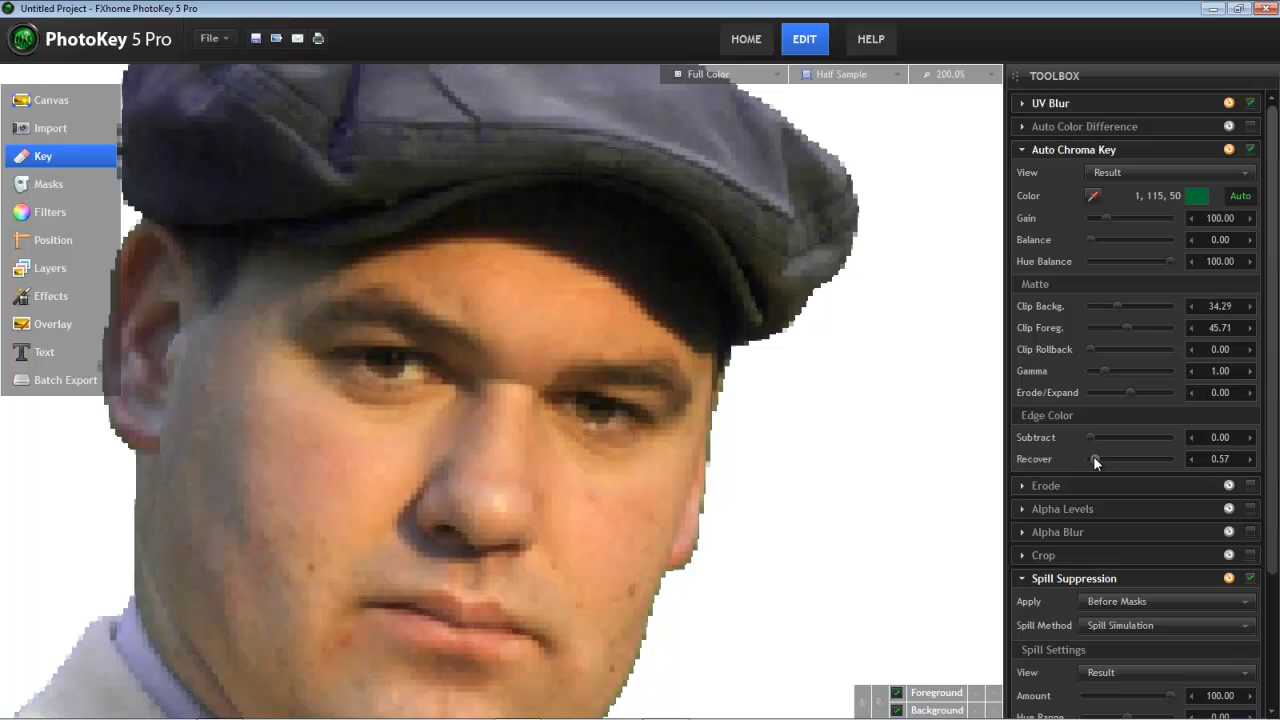 Untitled Project - FXhome PhotoKey 5 Pro
PhotoKey 5 Pro
File
HOME
EDIT
HELP
Full Color
Half Sample
200.0%
Canvas
Import
Key
Masks
Filters
Position
Layers
Effects
Overlay
Text
Batch Export
Foreground
Background
TOOLBOX
UV Blur
Auto Color Difference
Auto Chroma Key
View Result
Color 1, 115, 50 Auto
Gain 100.00
Balance 0.00
Hue Balance 100.00
Matte
Clip Backg. 34.29
Clip Foreg. 45.71
Clip Rollback 0.00
Gamma 1.00
Erode/Expand 0.00
Edge Color
Subtract 0.00
Recover 0.57
Erode
Alpha Levels
Alpha Blur
Crop
Spill Suppression
Apply Before Masks
Spill Method Spill Simulation
Spill Settings
View Result
Amount 100.00
Hue Balance 0.00